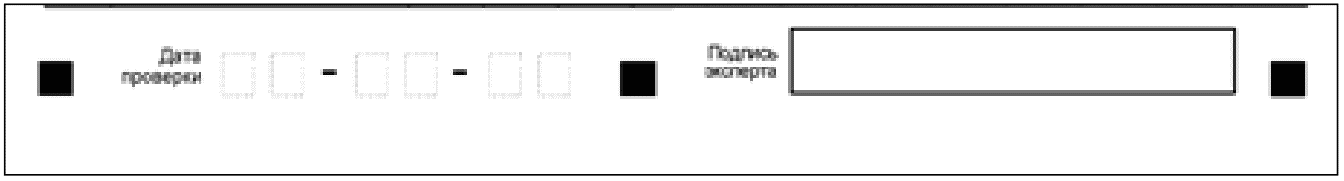 Дата
проверки
- -
Подпись
эксперта